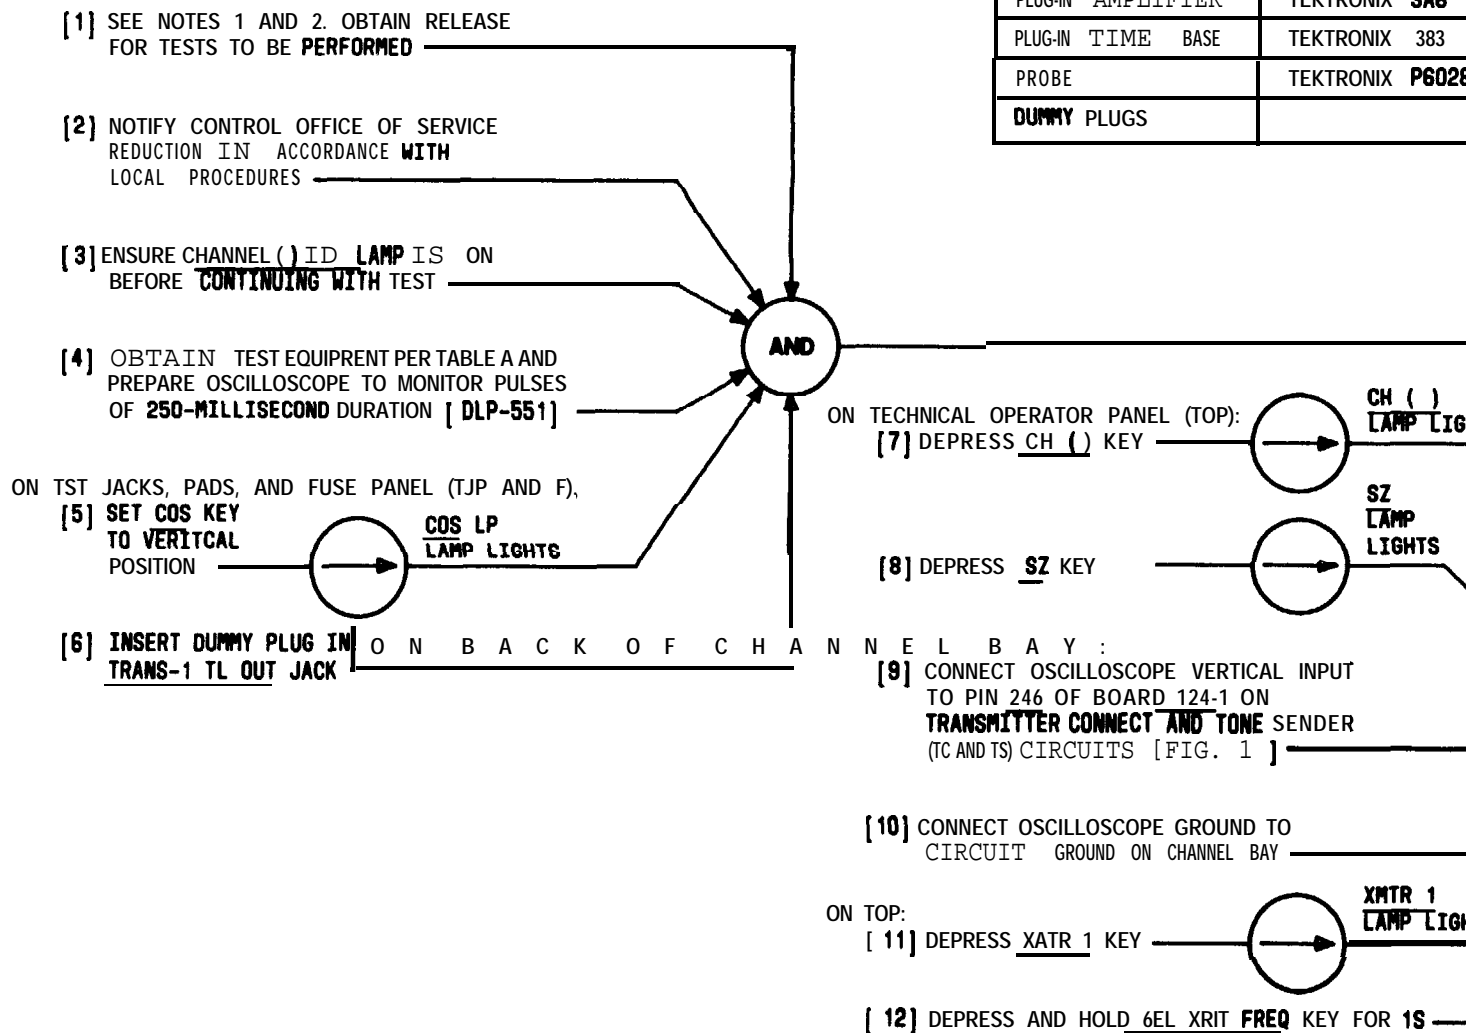 [1] SEE NOTES 1 AND 2. OBTAIN RELEASE
FOR TESTS TO BE PERFORMED
[2] NOTIFY CONTROL OFFICE OF SERVICE
REDUCTION IN ACCORDANCE WITH
LOCAL PROCEDURES
[3] ENSURE CHANNEL ( ) ID LAMP IS ON
BEFORE CONTINUING WITH TEST
[4] OBTAIN TEST EQUIPRENT PER TABLE A AND
PREPARE OSCILLOSCOPE TO MONITOR PULSES
OF 250-MILLISECOND DURATION [ DLP-551]
ON TST JACKS, PADS, AND FUSE PANEL (TJP AND F),
[5] SET COS KEY
TO VERITCAL
POSITION
COS LP
LAMP LIGHTS
[6] INSERT DUMMY PLUG IN
TRANS-1 TL OUT JACK
AND
PLUG-IN AMPLIFIER TEKTRONIX 3A8
PLUG-IN TIME BASE TEKTRONIX 383
PROBE TEKTRONIX P6028
DUMMY PLUGS
ON TECHNICAL OPERATOR PANEL (TOP):
[7] DEPRESS CH ( ) KEY
CH ( )
LAMP LIG
[8] DEPRESS SZ KEY
SZ
LAMP
LIGHTS
ON BACK OF CHANNEL BAY:
[9] CONNECT OSCILLOSCOPE VERTICAL INPUT
TO PIN 246 OF BOARD 124-1 ON
TRANSMITTER CONNECT AND TONE SENDER
(TC AND TS) CIRCUITS [FIG. 1 ]
[10] CONNECT OSCILLOSCOPE GROUND TO
CIRCUIT GROUND ON CHANNEL BAY
ON TOP:
[ 11] DEPRESS XATR 1 KEY
XMTR 1
LAMP LIGH
[ 12] DEPRESS AND HOLD 6EL XRIT FREQ KEY FOR 1S